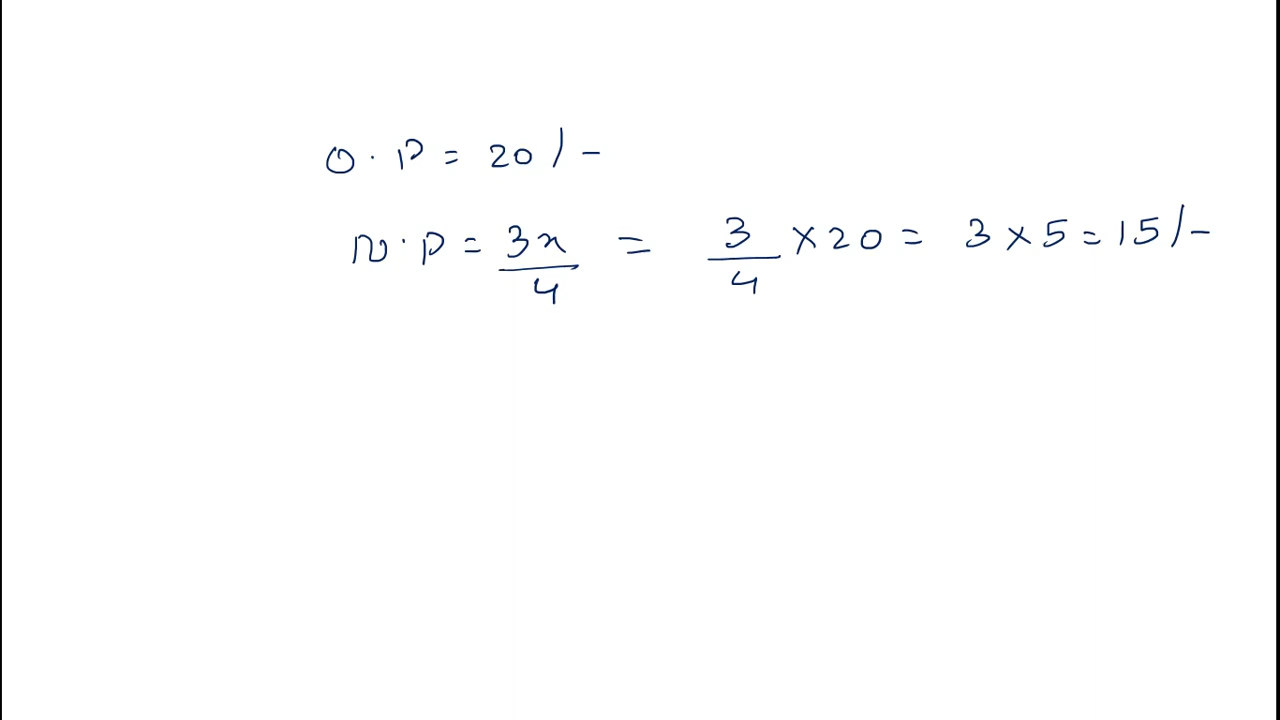 O.P = 20/-
N.P = 3x/4 = 3/4 × 20 = 3 × 5 = 15/-